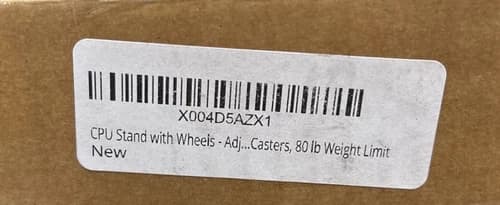 X004D5AZX1
CPU Stand with Wheels - Adj...Casters, 80 lb Weight Limit
New